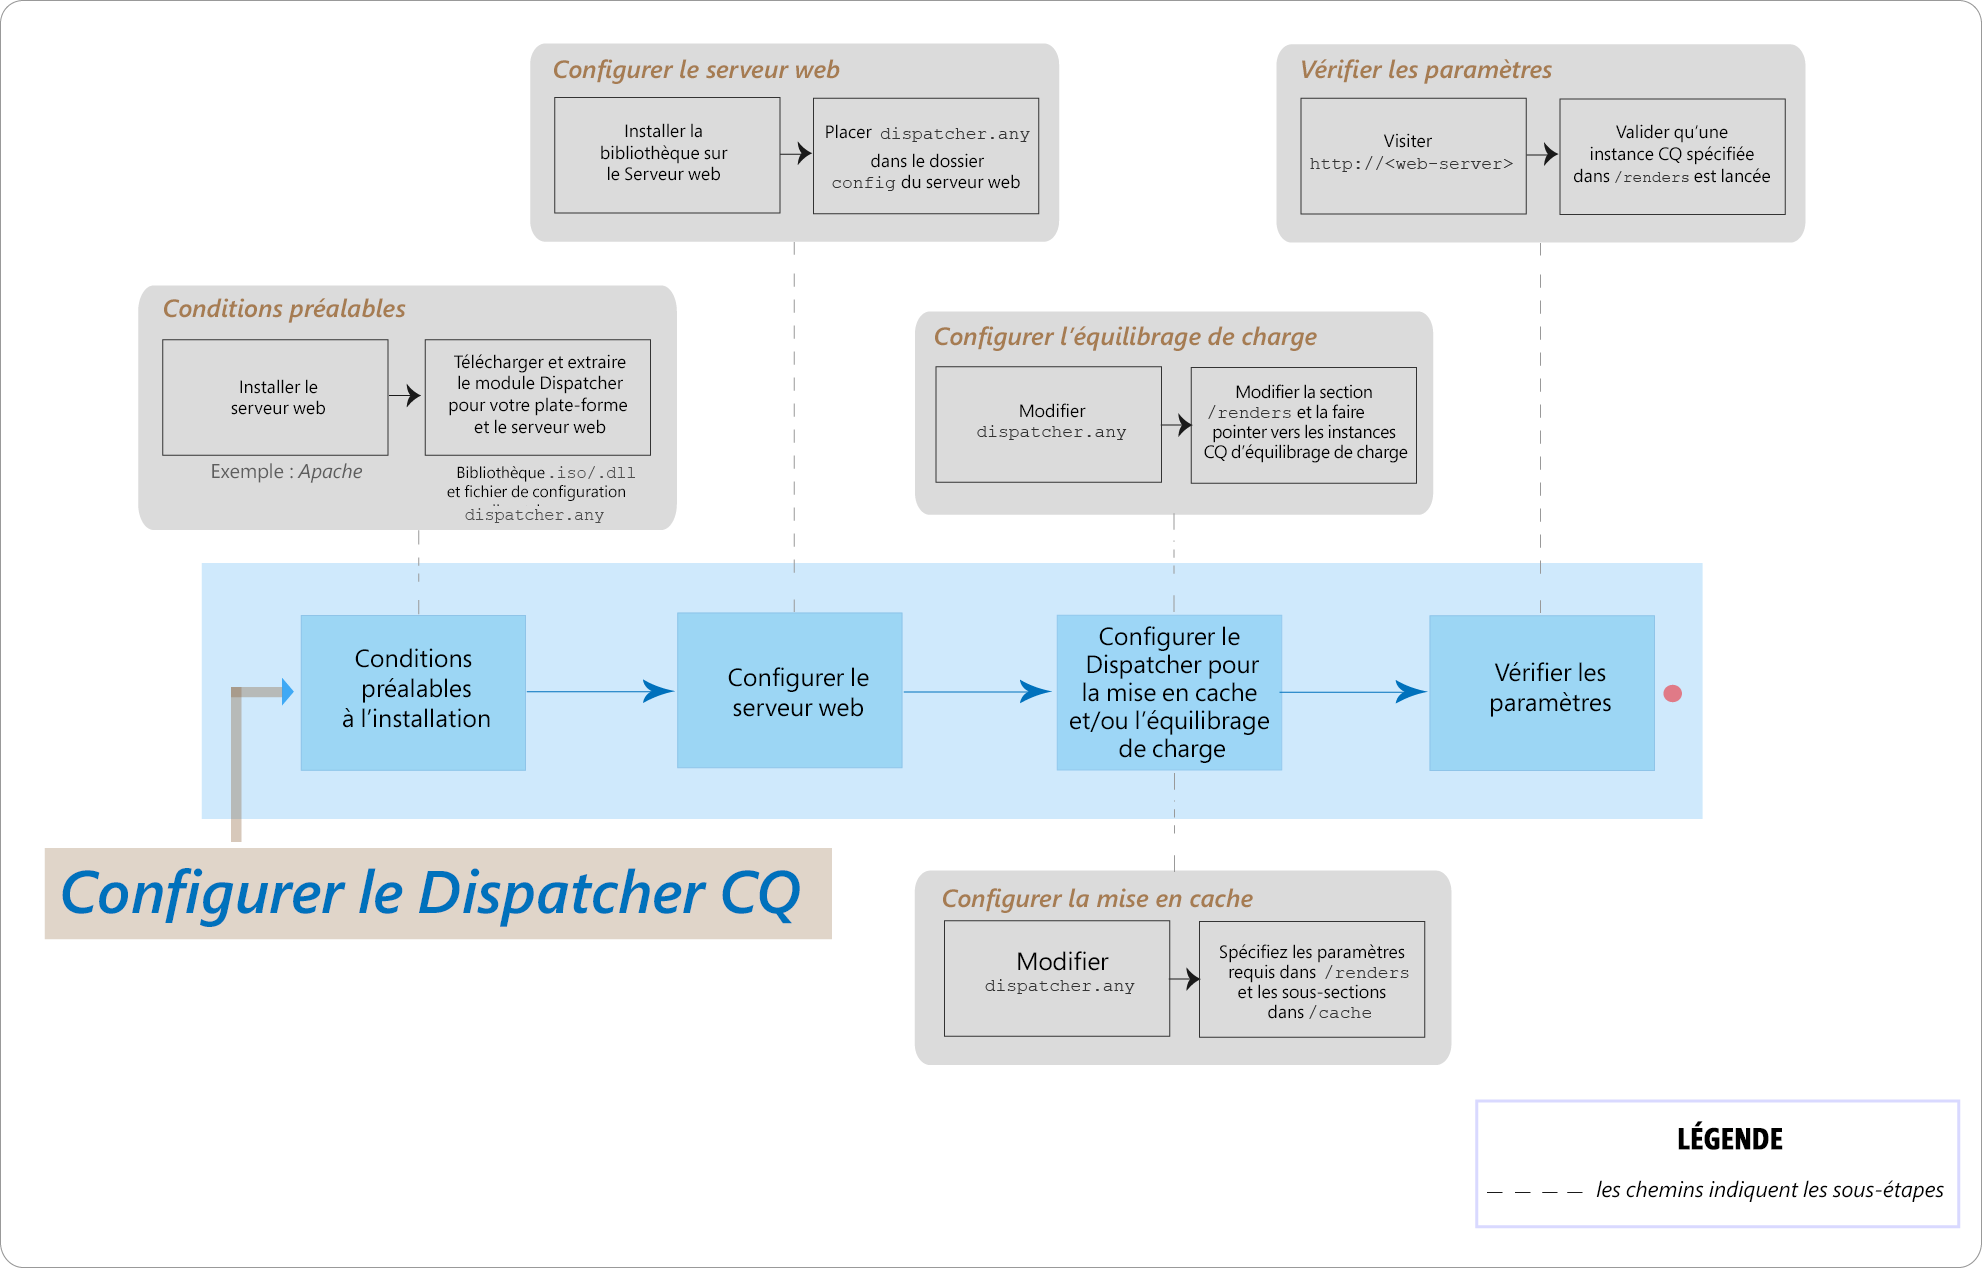 Configurer le serveur web
Installer la
bibliothèque sur
le Serveur web
Placer dispatcher.any
dans le dossier
config du serveur web
Vérifier les paramètres
Visiter
http://<web-server>
Valider qu'une
instance CQ spécifiée
dans /renders est lancée
Conditions préalables
Installer le
serveur web
Exemple : Apache
Télécharger et extraire
le module Dispatcher
pour votre plate-forme
et le serveur web
Bibliothèque .iso/.dll
et fichier de configuration
dispatcher.any
Configurer l'équilibrage de charge
Modifier
dispatcher.any
Modifier la section
/renders et la faire
pointer vers les instances
CQ d'équilibrage de charge
Conditions
préalables
à l'installation
Configurer le
serveur web
Configurer le
Dispatcher pour
la mise en cache
et/ou l'équilibrage
de charge
Vérifier les
paramètres
Configurer le Dispatcher CQ
Configurer la mise en cache
Modifier
dispatcher.any
Spécifiez les paramètres
requis dans /renders
et les sous-sections
dans /cache
LÉGENDE
les chemins indiquent les sous-étapes